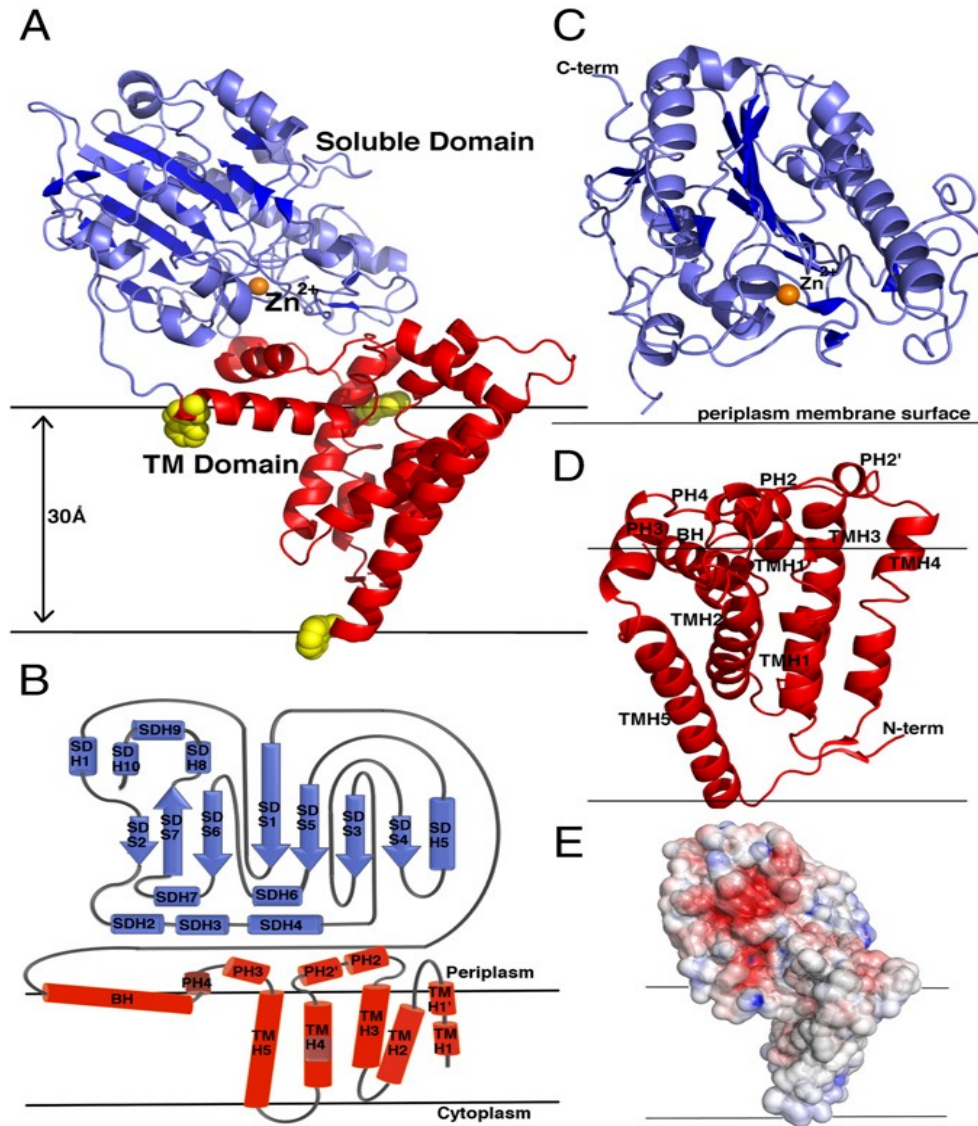 A
Soluble Domain
Zn2+
TM Domain
30Å
B
SD H1
SDH9
SD H10
SD H8
SD S2
SD S7
SD S6
SD S1
SD S5
SD S3
SD S4
SD H5
SDH7
SDH6
SDH2
SDH3
SDH4
BH
PH4
PH3
PH2'
PH2
Periplasm
TM H5
TM H4
TM H3
TM H2
TM H1'
TM H1
Cytoplasm
C
C-term
Zn2+
periplasm membrane surface
D
PH4
PH2
PH2'
PH3
BH
TMH1
TMH3
TMH4
TMH2
TMH1
TMH5
N-term
E